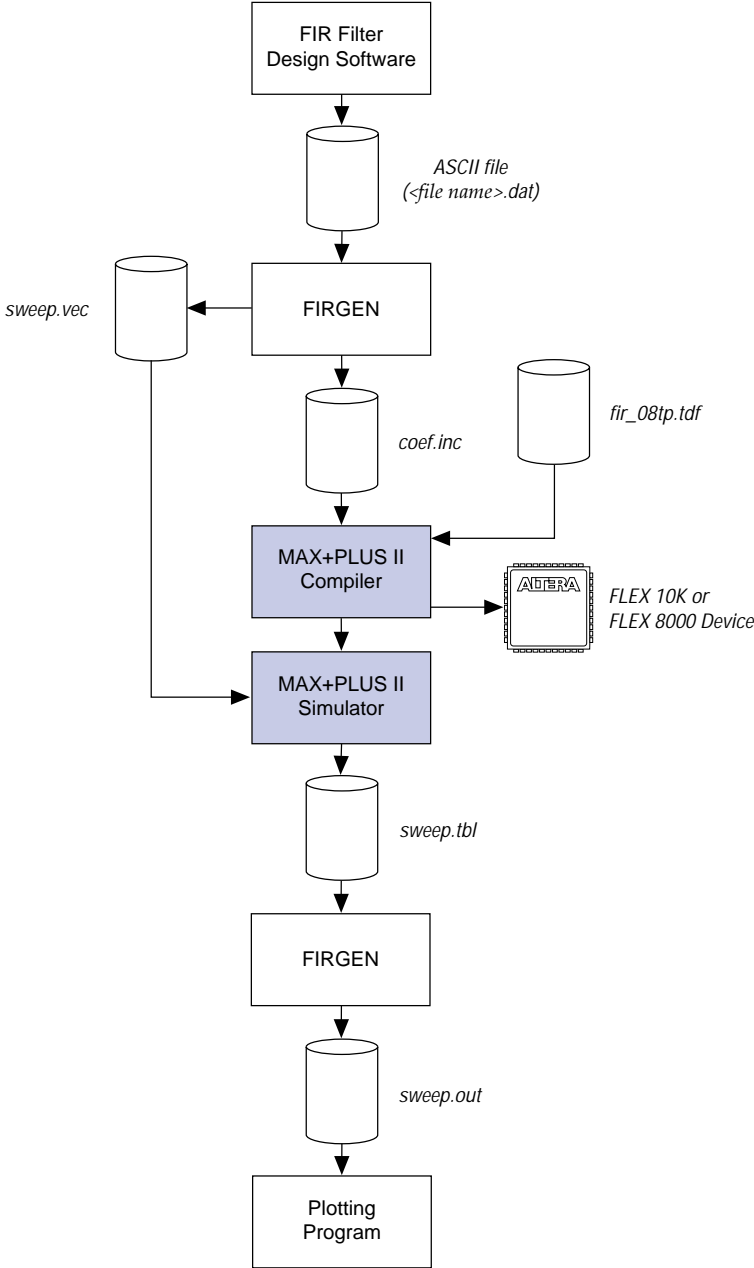 FIR Filter
Design Software
ASCII file
(<file name>.dat)
sweep.vec
FIRGEN
fir_08tp.tdf
coef.inc
MAX+PLUS II
Compiler
ALTERA
FLEX 10K or
FLEX 8000 Device
MAX+PLUS II
Simulator
sweep.tbl
FIRGEN
sweep.out
Plotting
Program